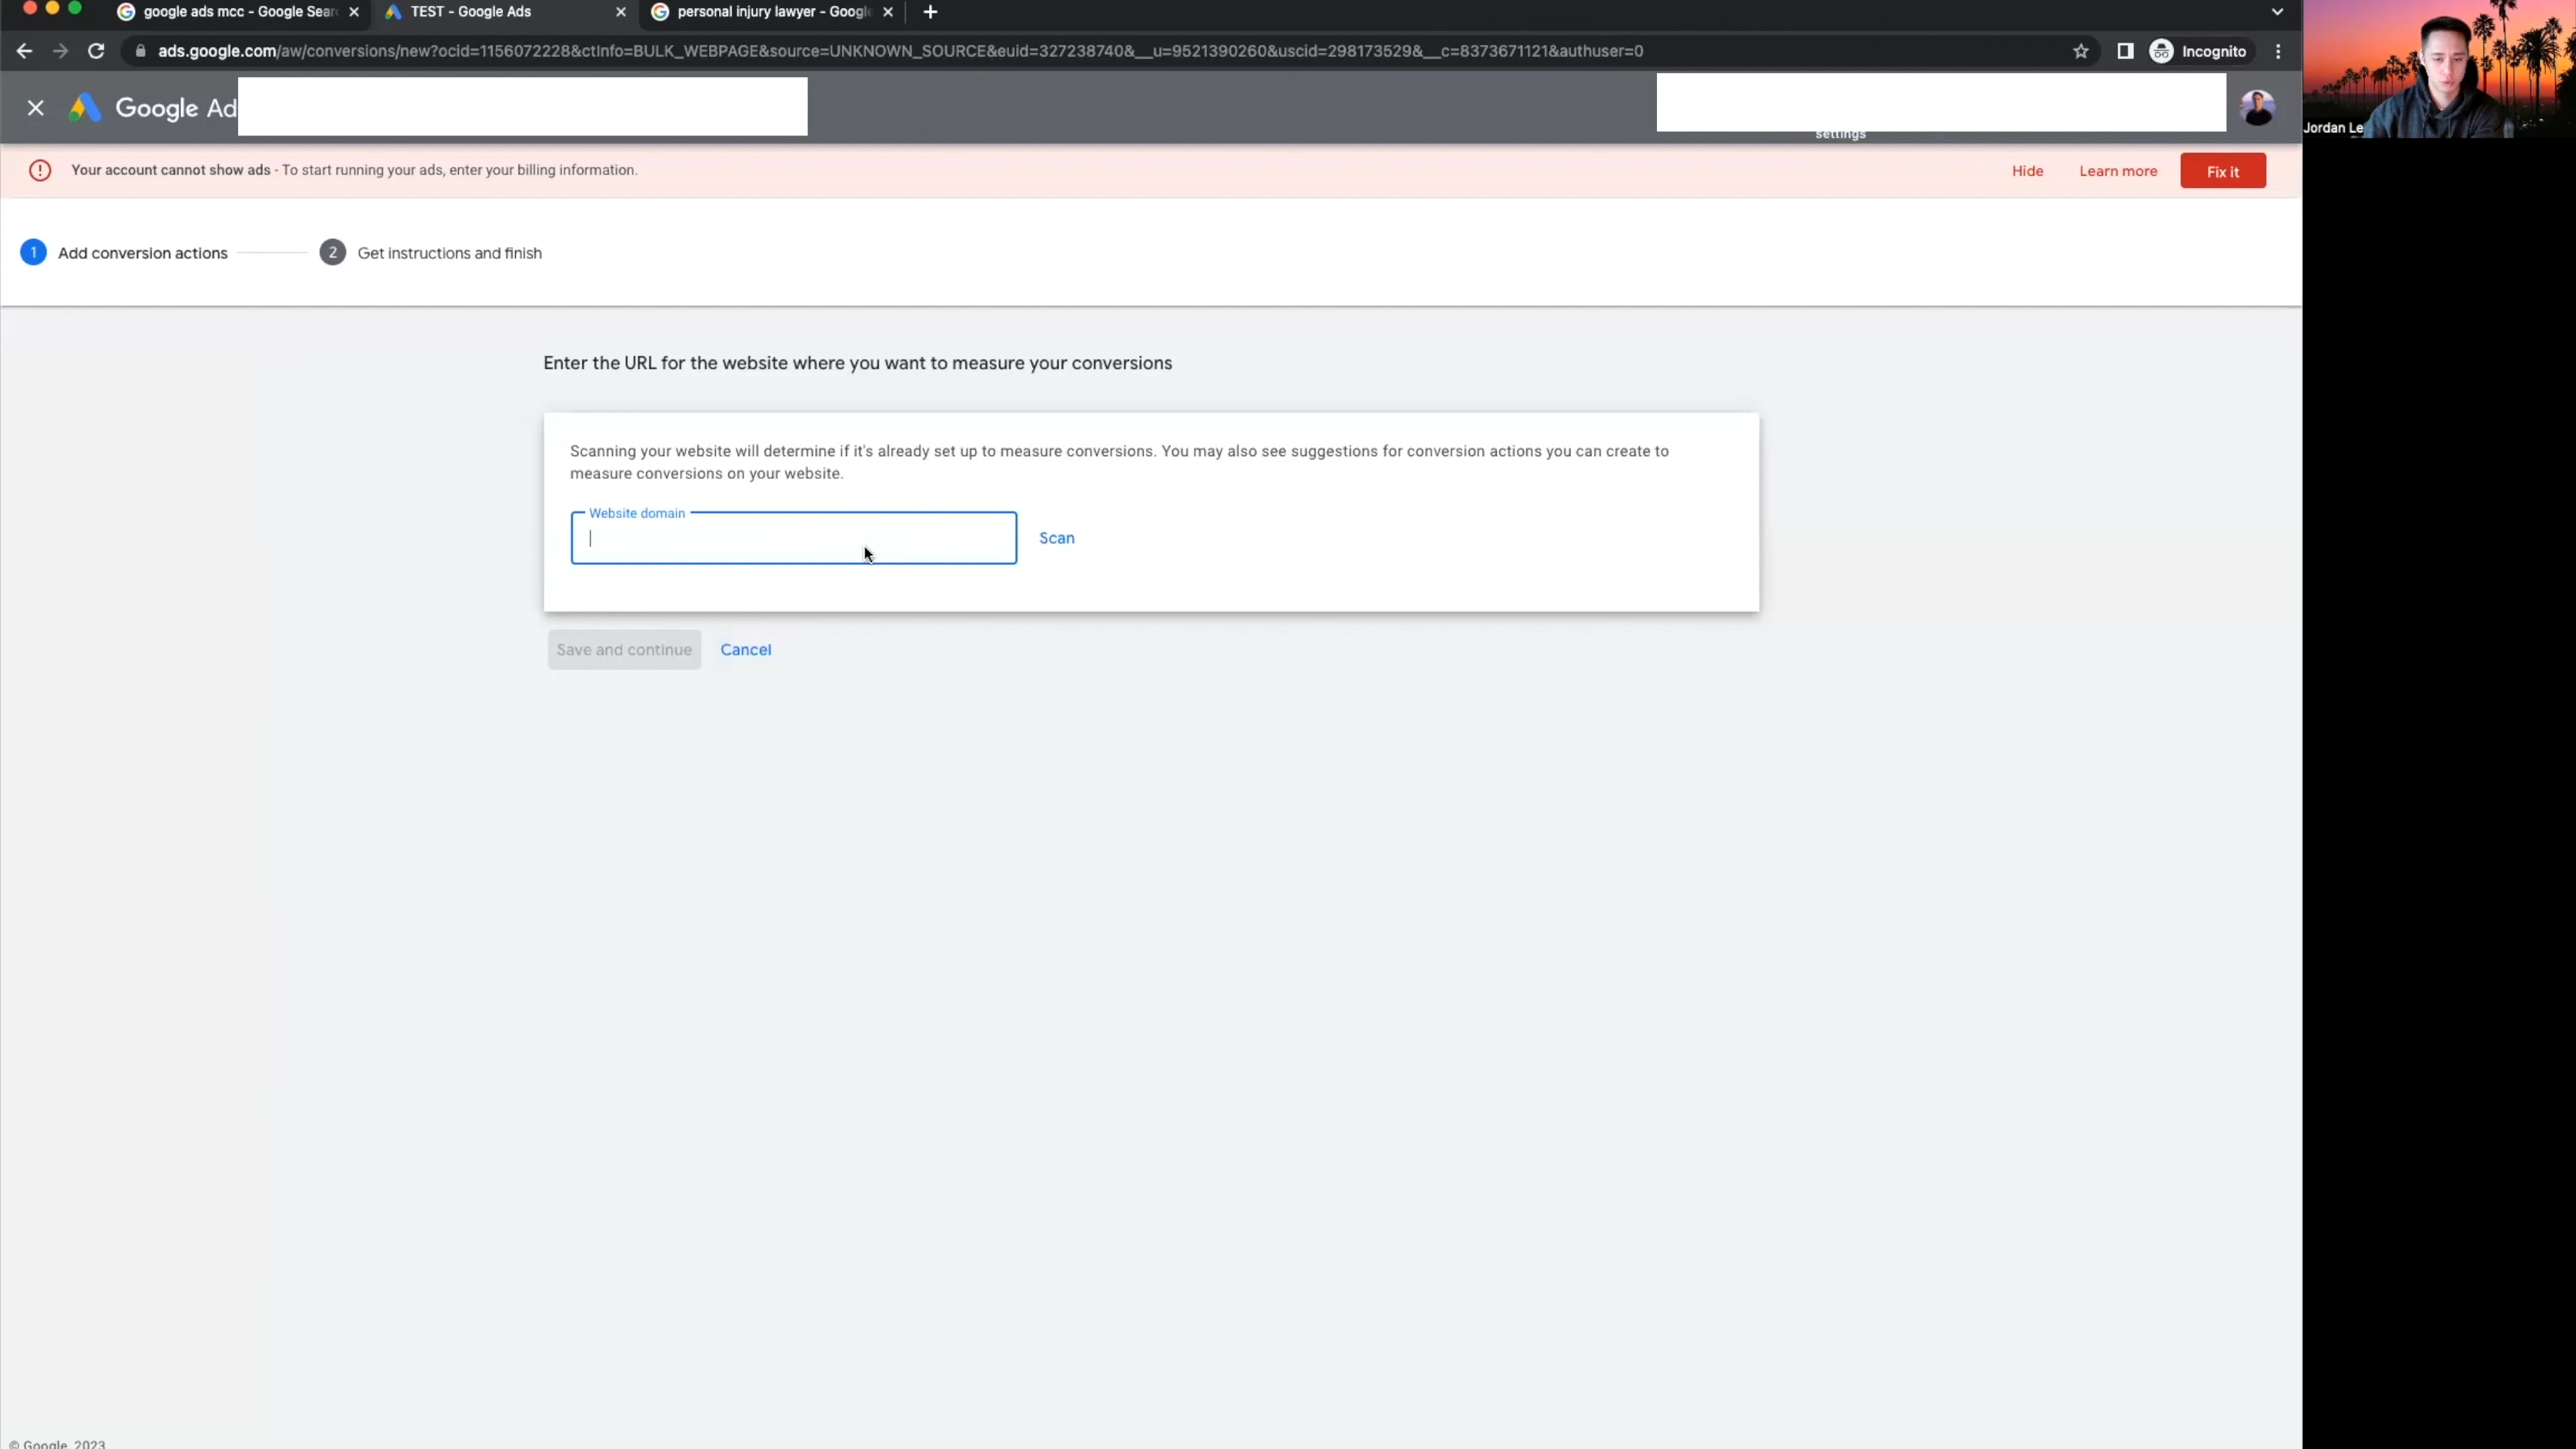 google ads mcc - Google Sear
TEST - Google Ads
personal injury lawyer - Google
ads.google.com/aw/conversions/new?ocid=1156072228&ctInfo=BULK_WEBPAGE&source=UNKNOWN_SOURCE&euid=327238740&__u=9521390260&uscid=298173529&__c=8373671121&authuser=0
Incognito
Google Ad
settings
Jordan Le
Your account cannot show ads - To start running your ads, enter your billing information.
Hide
Learn more
Fix it
1 Add conversion actions
2 Get instructions and finish
Enter the URL for the website where you want to measure your conversions
Scanning your website will determine if it's already set up to measure conversions. You may also see suggestions for conversion actions you can create to
measure conversions on your website.
Website domain
Scan
Save and continue
Cancel
© Google, 2023